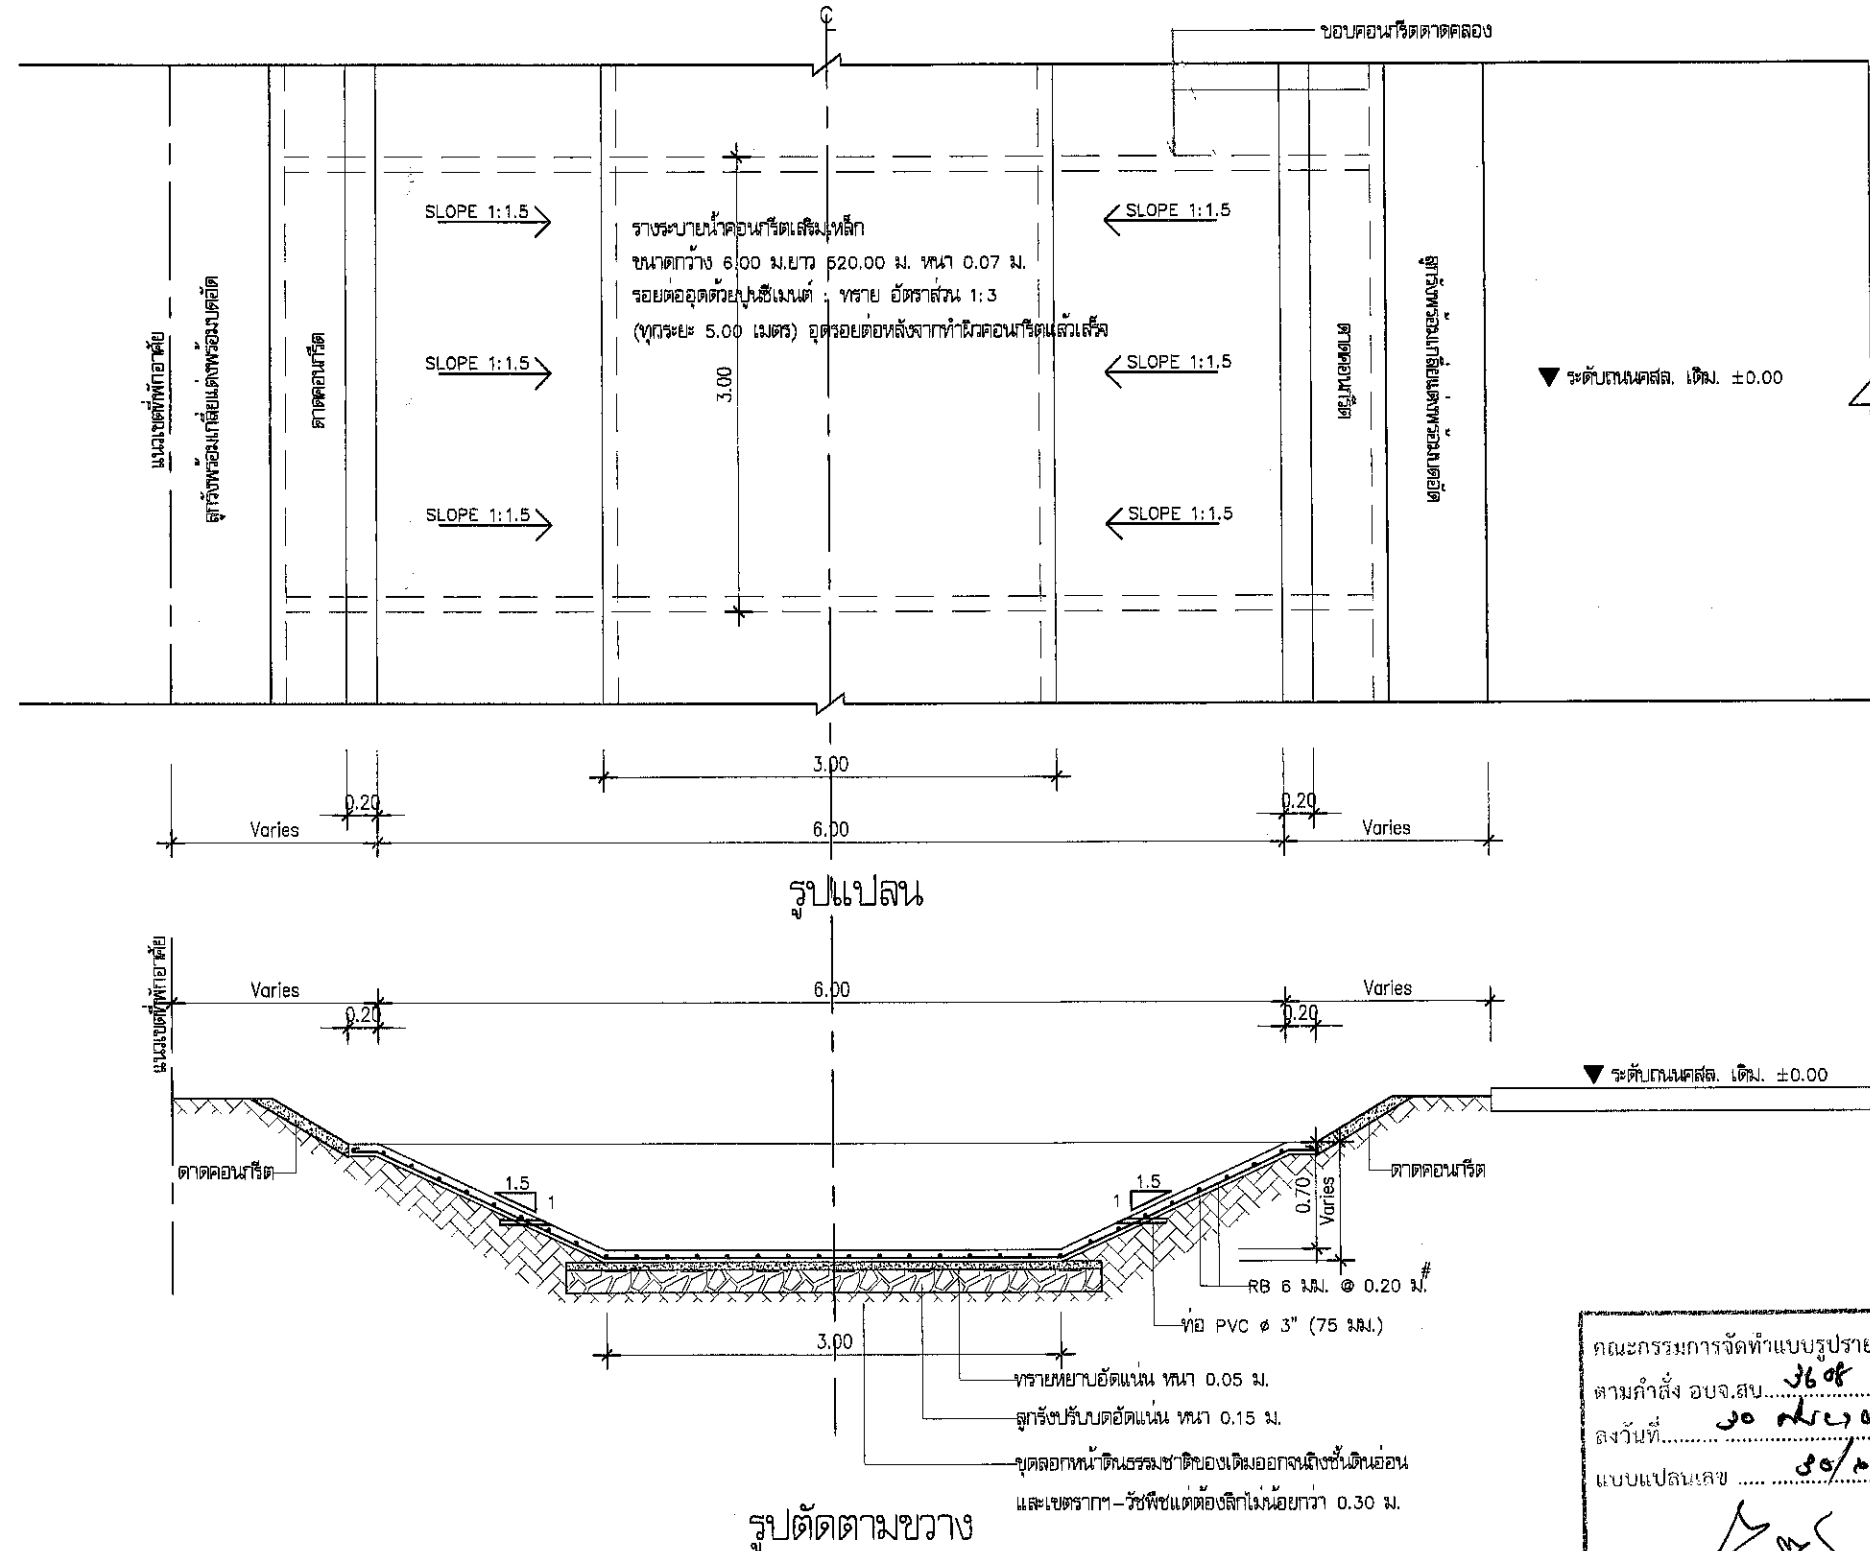 ℄
ขอบคอนกรีตดาดคลอง
SLOPE 1:1.5
SLOPE 1:1.5
รางระบายน้ำคอนกรีตเสริมเหล็ก
ขนาดกว้าง 6.00 ม.ยาว 520.00 ม. หนา 0.07 ม.
รอยต่ออุดด้วยปูนซีเมนต์ : ทราย อัตราส่วน 1:3
(ทุกระยะ 5.00 เมตร) อุดรอยต่อหลังจากทำผิวคอนกรีตแล้วเสร็จ
แนวเขตที่พักอาศัย
ลูกรังพร้อมเกลี่ยแต่งพร้อมบดอัด
ดาดคอนกรีต
SLOPE 1:1.5
3.00
SLOPE 1:1.5
ดาดคอนกรีต
ลูกรังพร้อมเกลี่ยแต่งพร้อมบดอัด
ระดับถนนคสล. เดิม. ±0.00
SLOPE 1:1.5
SLOPE 1:1.5
3.00
0.20
0.20
Varies
6.00
Varies
รูปแปลน
แนวเขตที่พักอาศัย
Varies
6.00
Varies
0.20
0.20
ระดับถนนคสล. เดิม. ±0.00
ดาดคอนกรีต
1.5
1
1.5
1
0.70
Varies
ดาดคอนกรีต
RB 6 มม. @ 0.20 ม.#
ท่อ PVC ø 3" (75 มม.)
3.00
ทรายหยาบอัดแน่น หนา 0.05 ม.
ลูกรังปรับบดอัดแน่น หนา 0.15 ม.
ขุดลอกหน้าดินธรรมชาติของเดิมออกจนถึงชั้นดินอ่อน
และเขตรากฯ-วัชพืชแต่ต้องลึกไม่น้อยกว่า 0.30 ม.
รูปตัดตามขวาง
คณะกรรมการจัดทำแบบรูปราย
ตามคำสั่ง อบจ.สบ.....3608
ลงวันที่........ 30
แบบแปลนเลข .....